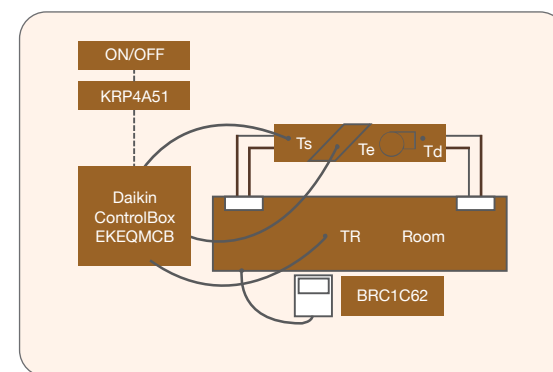 ON/OFF
KRP4A51
Ts
Te
Td
Daikin
ControlBox
EKEQMCB
TR
Room
BRC1C62